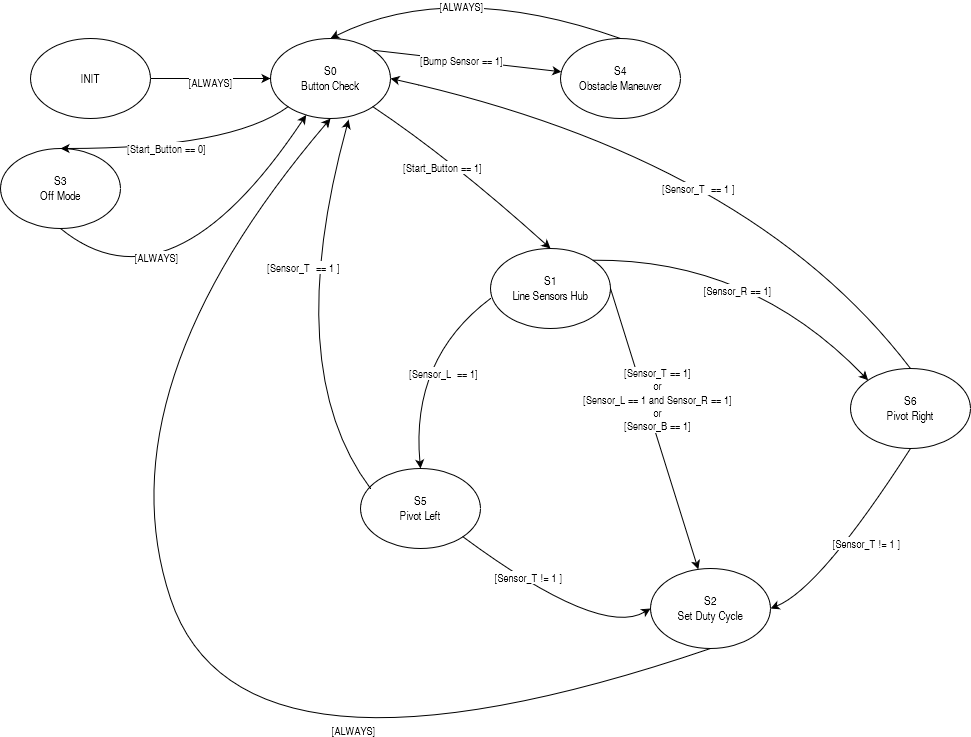 [ALWAYS]
INIT
[ALWAYS]
S0
Button Check
[Bump Sensor == 1]
S4
Obstacle Maneuver
[Start_Button == 0]
S3
Off Mode
[ALWAYS]
[Start_Button == 1]
[Sensor_T == 1 ]
[Sensor_T == 1 ]
S1
Line Sensors Hub
[Sensor_R == 1]
[Sensor_L == 1]
[Sensor_T == 1]
or
[Sensor_L == 1 and Sensor_R == 1]
or
[Sensor_B == 1]
S6
Pivot Right
S5
Pivot Left
[Sensor_T != 1 ]
[Sensor_T != 1 ]
S2
Set Duty Cycle
[ALWAYS]